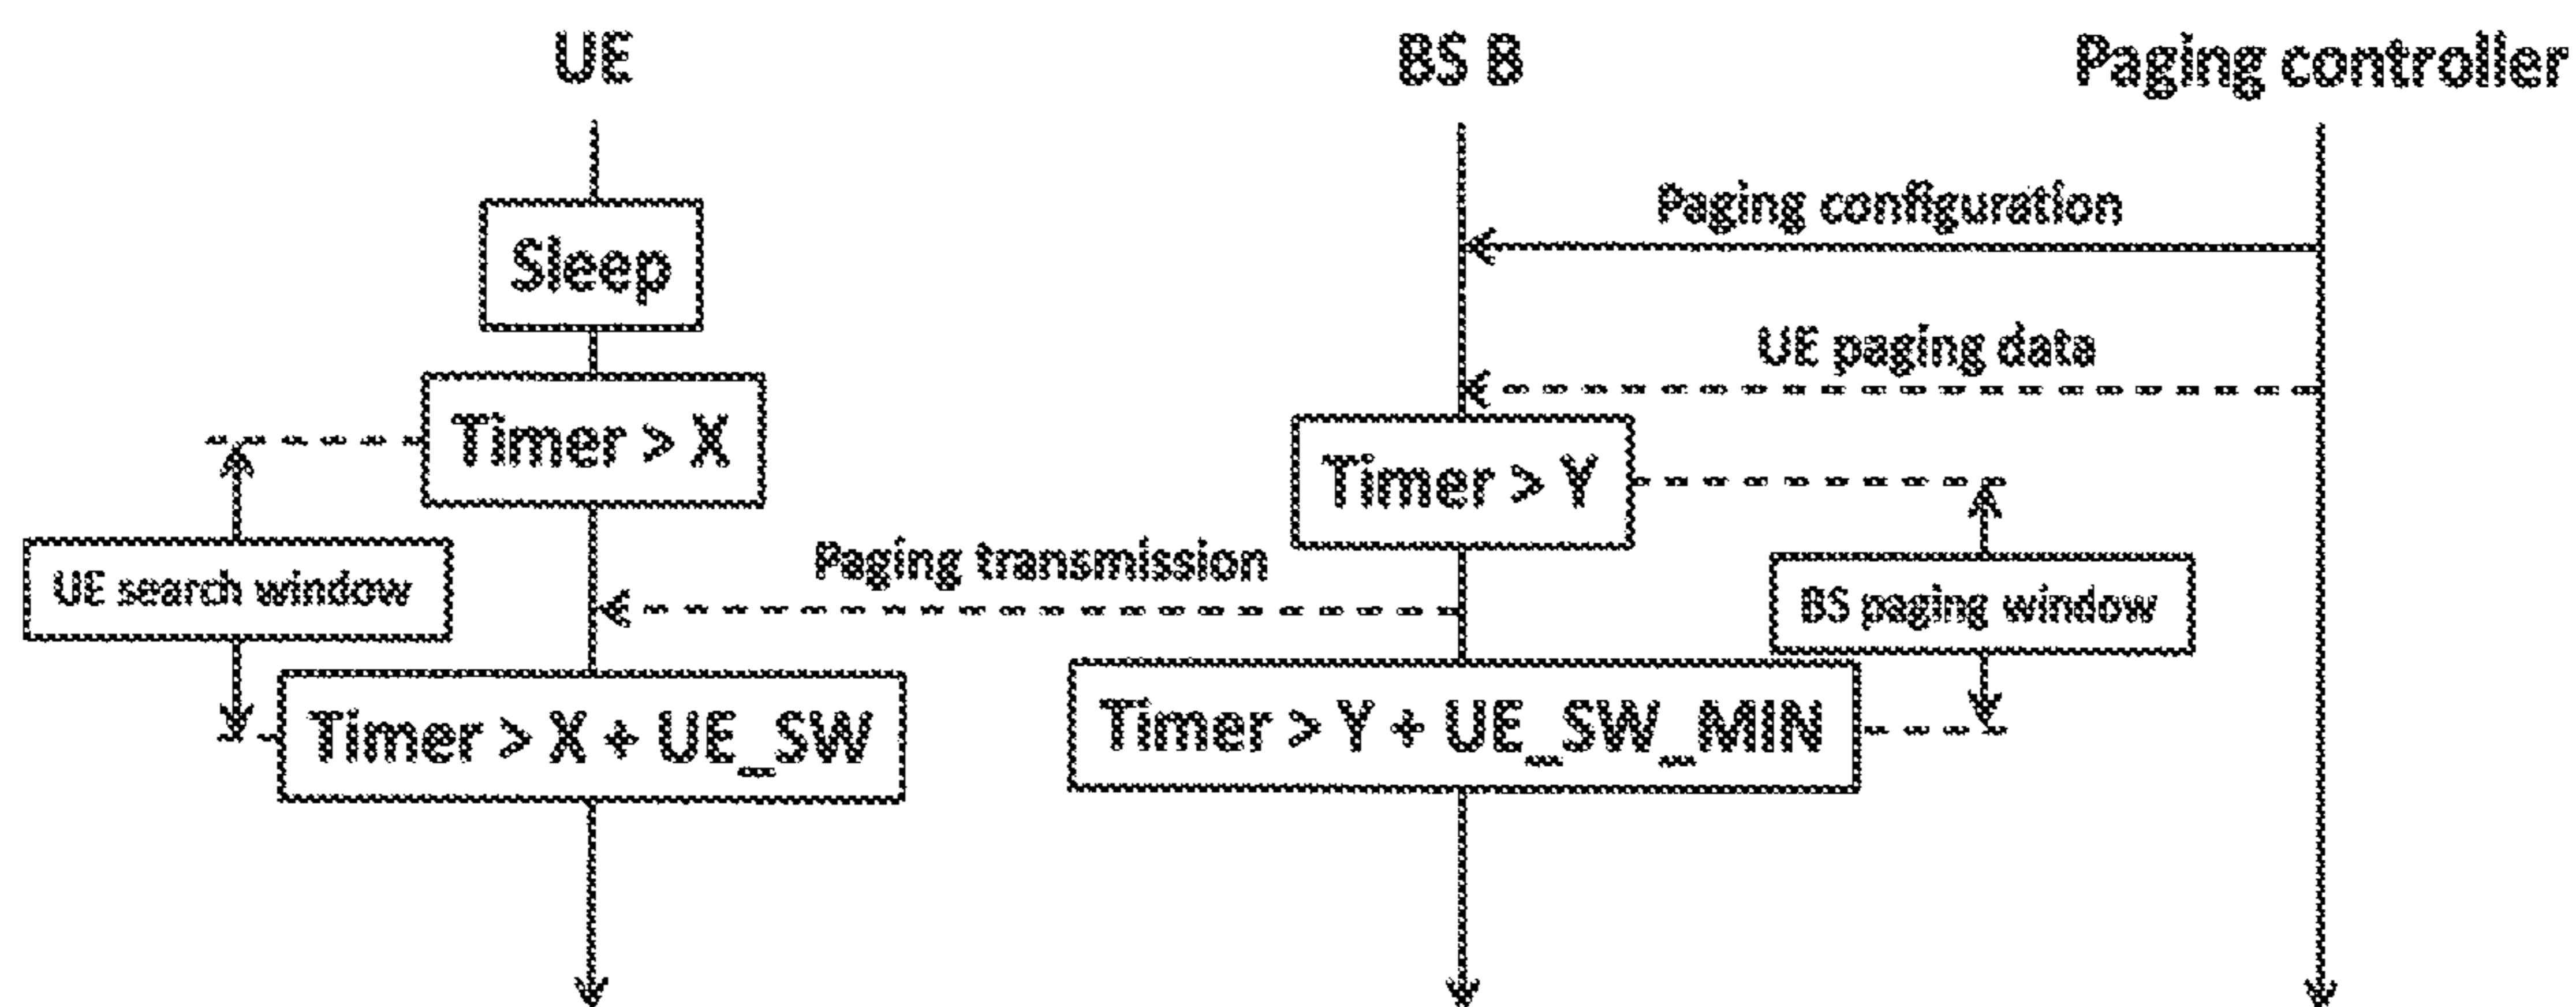 UE
BS B
Paging controller
Paging configuration
Sleep
UE paging data
Timer > X
Timer > Y
Paging transmission
UE search window
BS paging window
Timer > X + UE_SW
Timer > Y + UE_SW_MIN